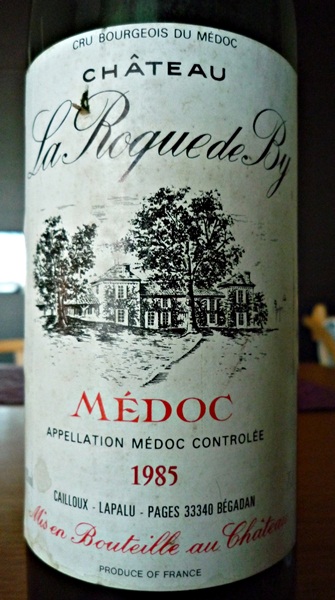 CRU BOURGEOIS DU MÉDOC
CHÂTEAU
La Roque de By
MÉDOC
APPELLATION MÉDOC CONTROLÉE
1985
CAILLOUX - LAPALU - PAGES 33340 BÉGADAN
Mis en Bouteille au Château
PRODUCE OF FRANCE